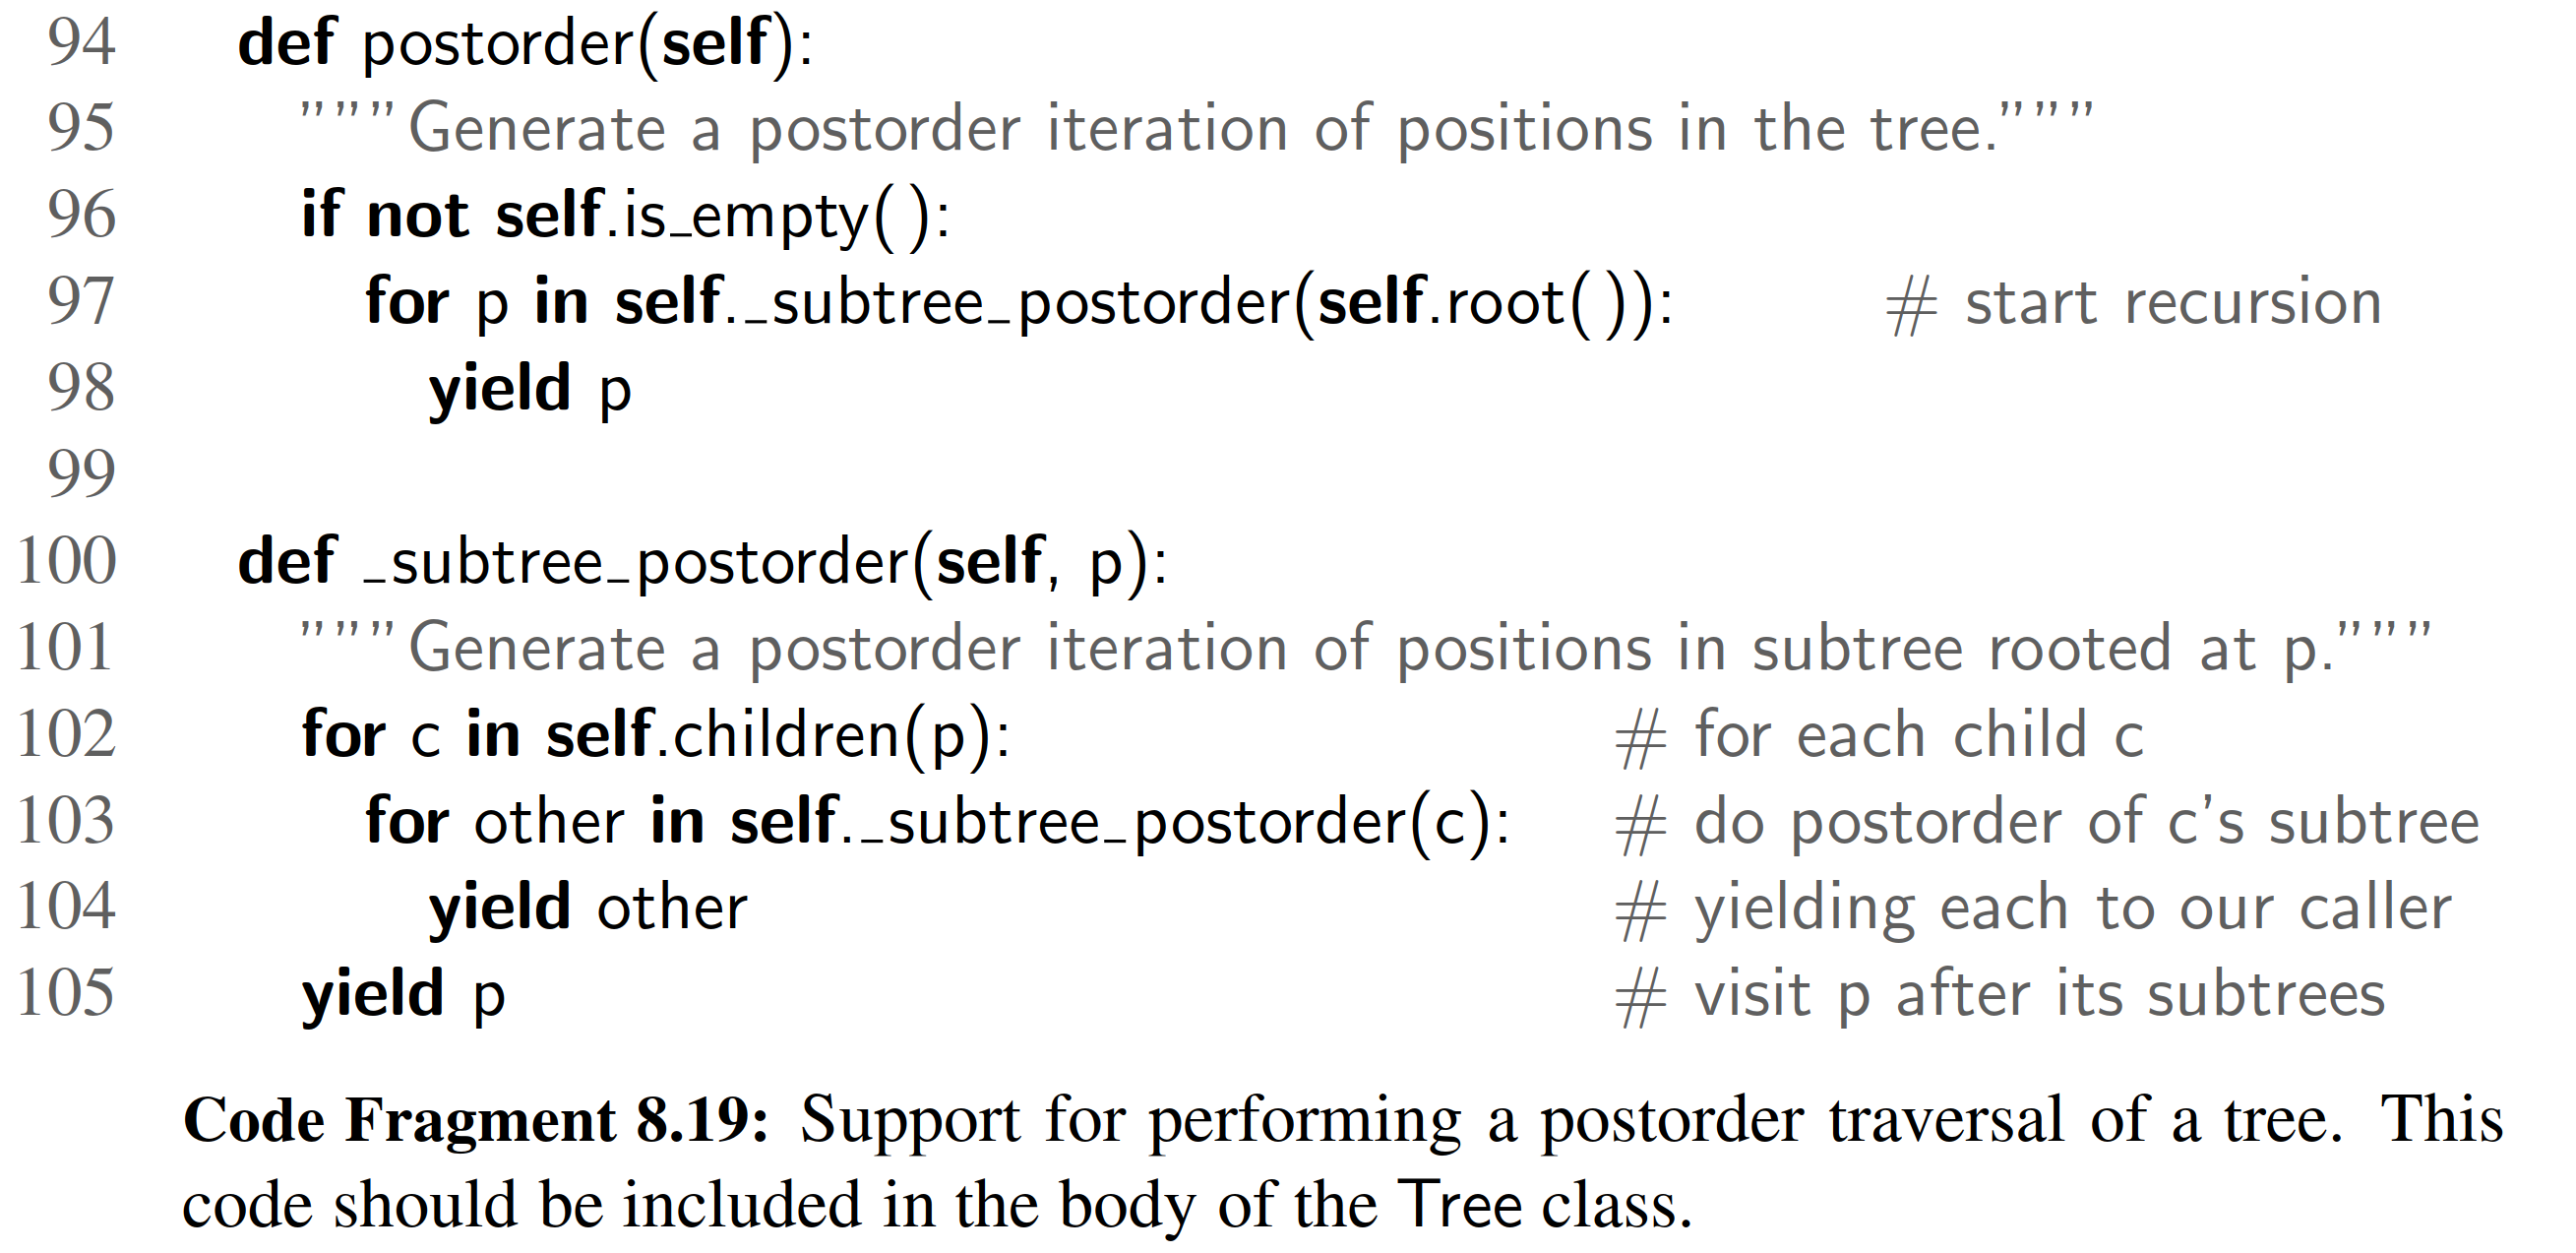 94 def postorder(self):
95 """Generate a postorder iteration of positions in the tree."""
96 if not self.is_empty():
97 for p in self._subtree_postorder(self.root()): # start recursion
98 yield p
99
100 def _subtree_postorder(self, p):
101 """Generate a postorder iteration of positions in subtree rooted at p."""
102 for c in self.children(p): # for each child c
103 for other in self._subtree_postorder(c): # do postorder of c's subtree
104 yield other # yielding each to our caller
105 yield p # visit p after its subtrees
Code Fragment 8.19: Support for performing a postorder traversal of a tree. This
code should be included in the body of the Tree class.